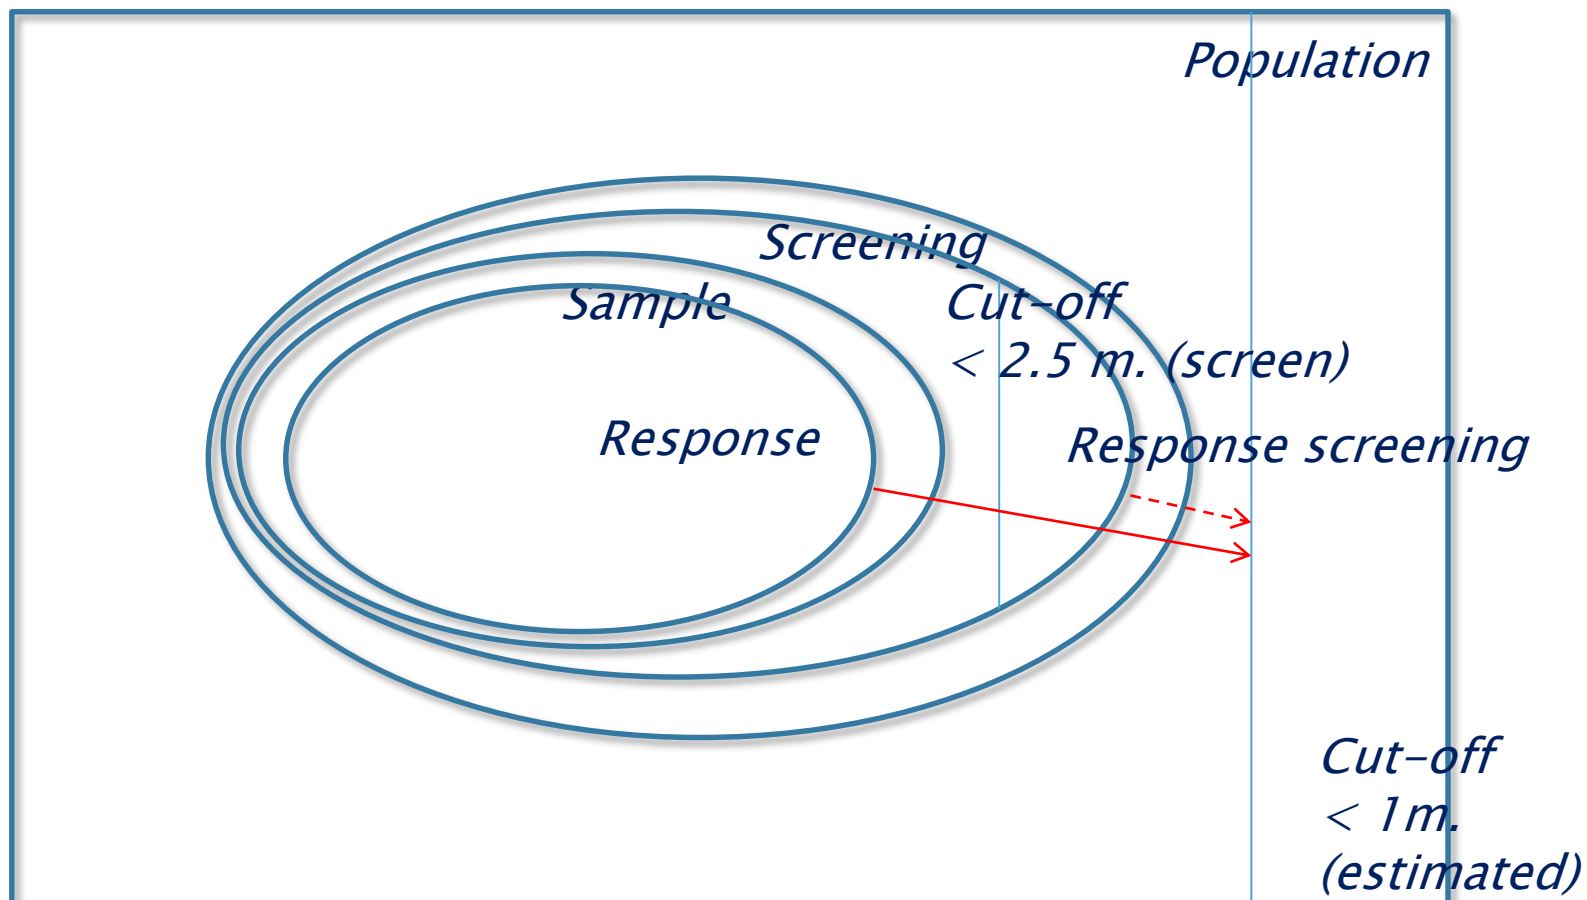 Population
Screening
Sample
Cut-off
< 2.5 m. (screen)
Response
Response screening
Cut-off
< 1m.
(estimated)